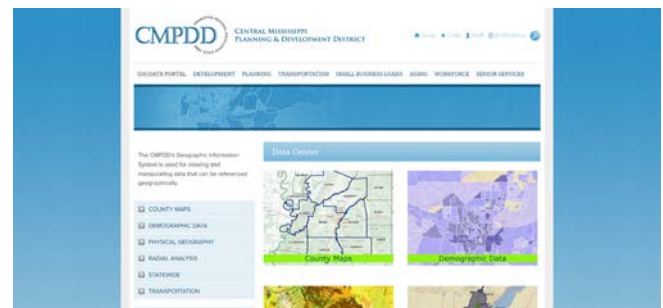 CMPDD
CENTRAL MISSISSIPPI
PLANNING & DEVELOPMENT DISTRICT
GIS/DATA PORTAL DEVELOPMENT PLANNING TRANSPORTATION SMALL BUSINESS LOANS AGING WORKFORCE SENIOR SERVICES
The CMPDD's Geographic Information
System is used for viewing and
manipulating data that can be referenced
geographically.
COUNTY MAPS
DEMOGRAPHIC DATA
PHYSICAL GEOGRAPHY
RADIAL ANALYSIS
STATEWIDE
TRANSPORTATION
Data Center
County Maps
Demographic Data